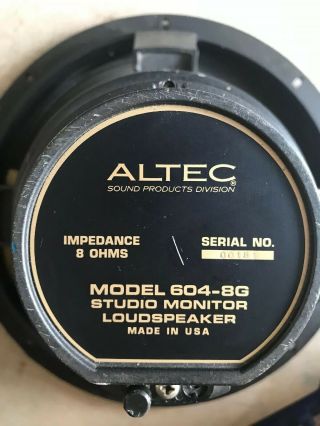 ALTEC®
SOUND PRODUCTS DIVISION
IMPEDANCE
8 OHMS
SERIAL NO.
MODEL 604-8G
STUDIO MONITOR
LOUDSPEAKER
MADE IN USA